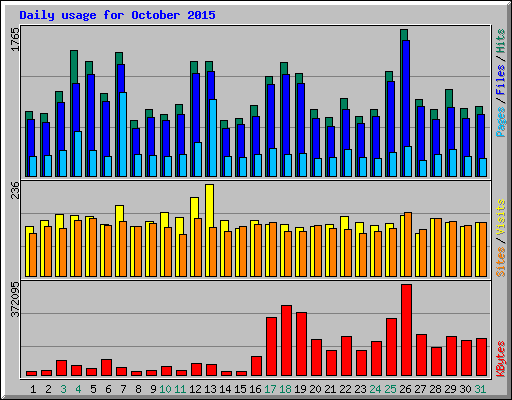 Daily usage for October 2015
1765
Pages / Files / Hits
236
Sites / Visits
372095
KBytes
1 2 3 4 5 6 7 8 9 10 11 12 13 14 15 16 17 18 19 20 21 22 23 24 25 26 27 28 29 30 31